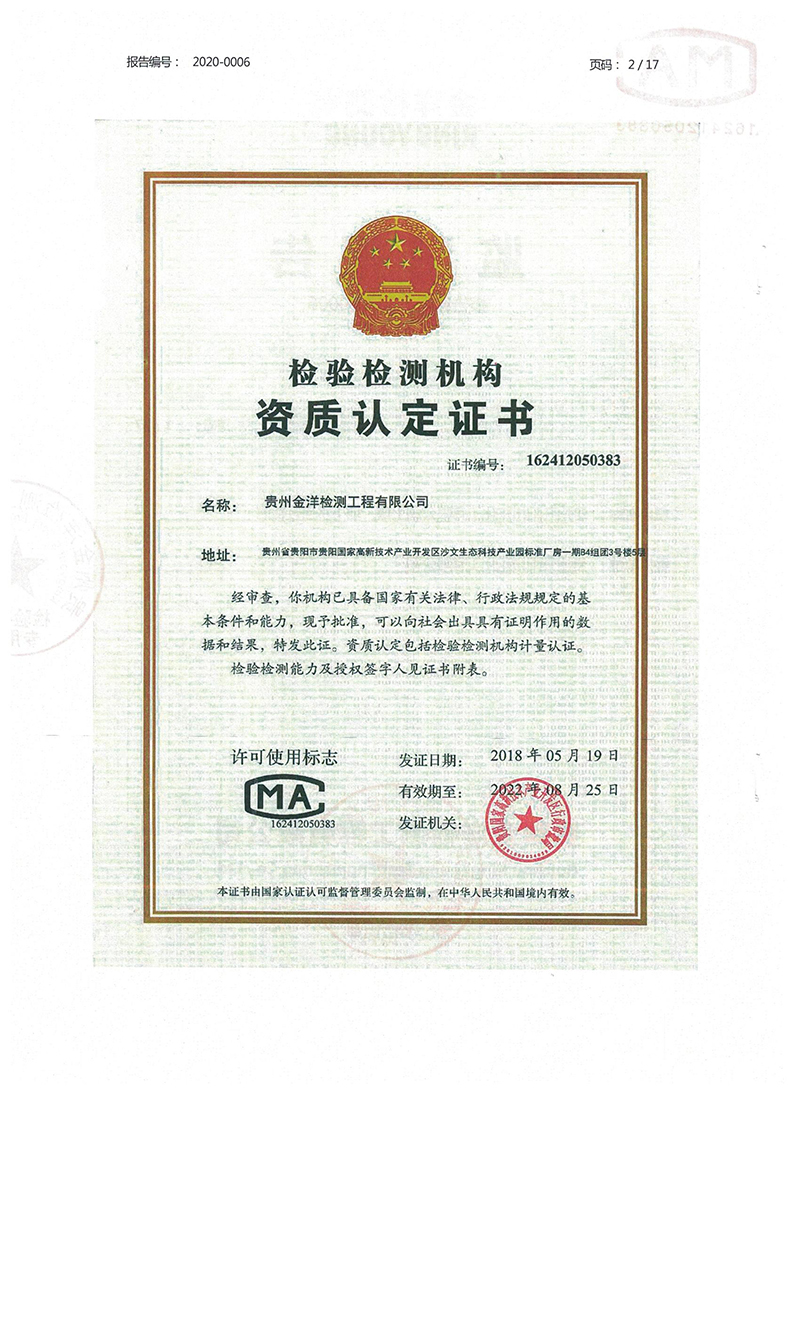 报告编号： 2020-0006
页码： 2 / 17
检验检测机构
资质认定证书
证书编号： 162412050383
名称： 贵州金洋检测工程有限公司
地址： 贵州省贵阳市贵阳国家高新技术产业开发区沙文生态科技产业园标准厂房一期B4组团3号楼5层
经审查，你机构已具备国家有关法律、行政法规规定的基
本条件和能力，现予批准，可以向社会出具具有证明作用的数
据和结果，特发此证。资质认定包括检验检测机构计量认证。
检验检测能力及授权签字人见证书附表。
许可使用标志
MA
162412050383
发证日期： 2018 年 05 月 19 日
有效期至： 2022 年 08 月 25 日
发证机关：
本证书由国家认证认可监督管理委员会监制，在中华人民共和国境内有效。